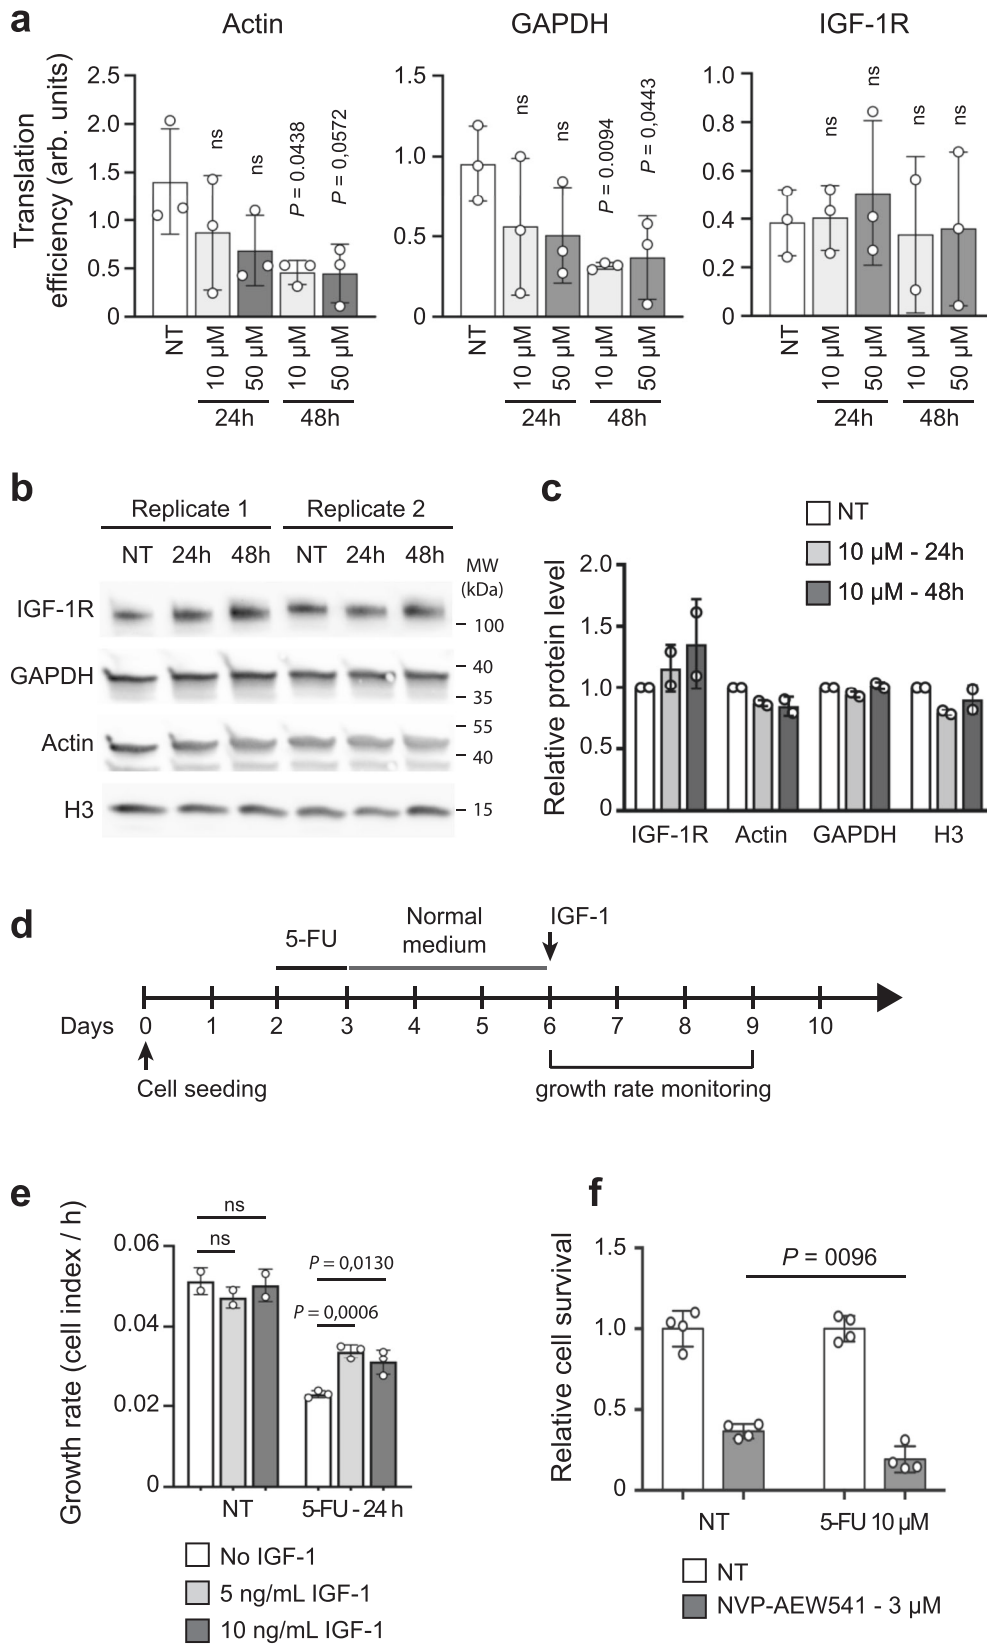 a
Actin
GAPDH
IGF-1R
Translation
efficiency (arb. units)
2.5
2.0
1.5
1.0
0.5
0
ns
ns
P = 0.0438
P = 0,0572
NT
10 µM
50 µM
10 µM
50 µM
24h
48h
1.5
1.0
0.5
0
ns
ns
P = 0.0094
P = 0,0443
NT
10 µM
50 µM
10 µM
50 µM
24h
48h
1.0
0.8
0.6
0.4
0.2
0
ns
ns
ns
ns
NT
10 µM
50 µM
10 µM
50 µM
24h
48h
b
Replicate 1
Replicate 2
NT 24h 48h NT 24h 48h
MW
(kDa)
IGF-1R
100
GAPDH
40
35
Actin
55
40
H3
15
c
NT
10 µM - 24h
10 µM - 48h
Relative protein level
2.0
1.5
1.0
0.5
0
IGF-1R Actin GAPDH H3
d
5-FU
Normal
medium
IGF-1
Days 0 1 2 3 4 5 6 7 8 9 10
Cell seeding
growth rate monitoring
e
Growth rate (cell index / h)
0.06
0.04
0.02
0
ns
ns
P = 0,0130
P = 0,0006
NT
5-FU - 24 h
No IGF-1
5 ng/mL IGF-1
10 ng/mL IGF-1
f
Relative cell survival
1.5
1.0
0.5
0
P = 0096
NT
5-FU 10 µM
NT
NVP-AEW541 - 3 µM